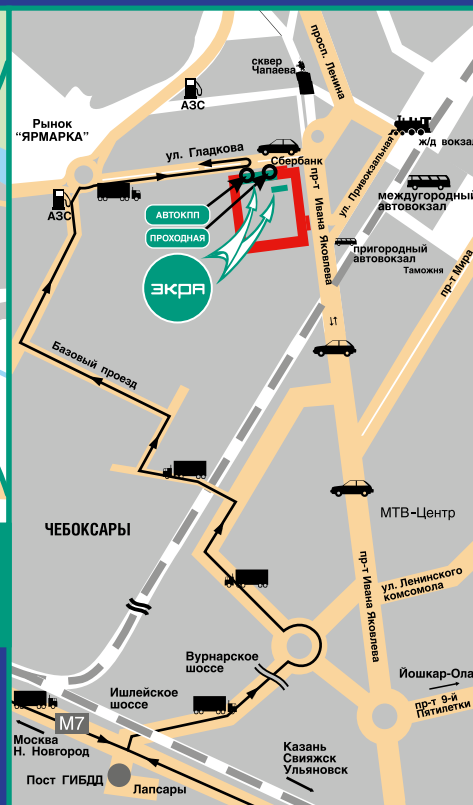 просп. Ленина
сквер
Чапаева
АЗС
Рынок
"ЯРМАРКА"
ул. Гладкова
Сбербанк
ж/д вокзал
ул. Привокзальная
пр-т Ивана Яковлева
междугородный
автовокзал
АЗС
АВТОКПП
ПРОХОДНАЯ
пригородный
автовокзал
Таможня
пр-т Мира
ЭКРА
Базовый проезд
ЧЕБОКСАРЫ
МТВ-Центр
пр-т Ивана Яковлева
ул. Ленинского
комсомола
Вурнарское
шоссе
Йошкар-Ола
Ишлейское
шоссе
пр-т 9-й
Пятилетки
М7
Москва
Н. Новгород
Казань
Свияжск
Ульяновск
Пост ГИБДД
Лапсары